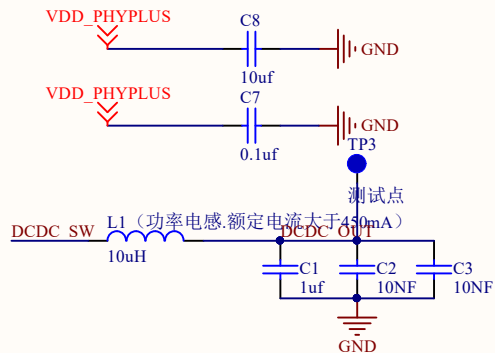 VDD_PHYPLUS
C8
10uf
GND
VDD_PHYPLUS
C7
0.1uf
GND
TP3
测试点
L1（功率电感.额定电流大于450mA）
DCDC_SW
DCDC_OUT
10uH
C1
1uf
C2
10NF
C3
10NF
GND